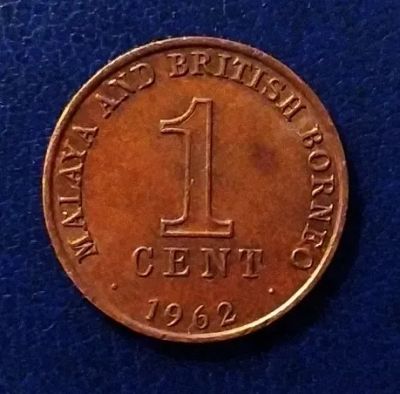 MALAYA AND BRITISH BORNEO
1
CENT
· 1962 ·